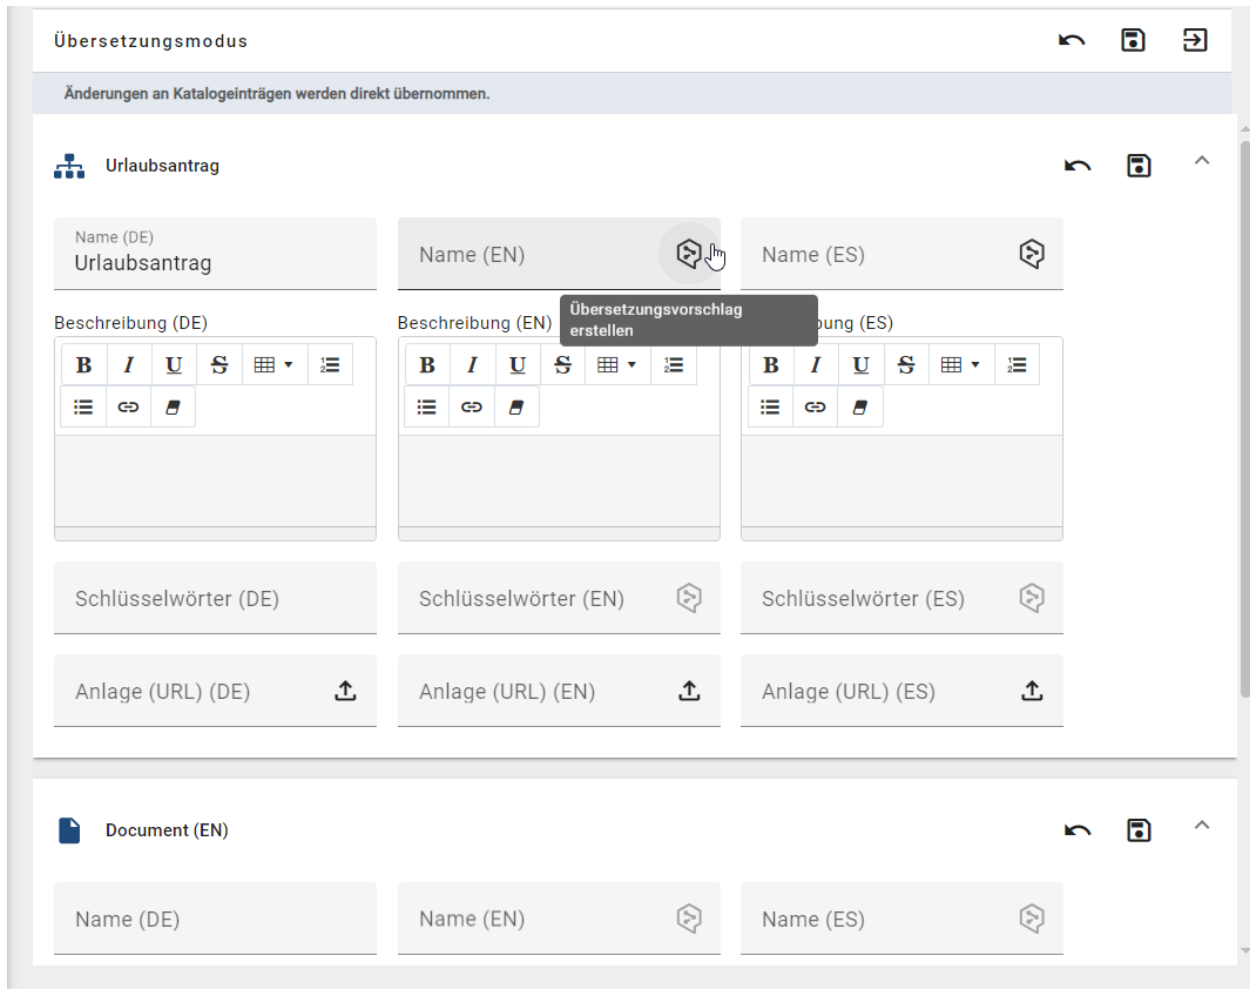 Übersetzungsmodus
Änderungen an Katalogeinträgen werden direkt übernommen.
Urlaubsantrag
Name (DE)
Urlaubsantrag
Name (EN)
Name (ES)
Übersetzungsvorschlag
erstellen
Beschreibung (DE)
Beschreibung (EN)
bung (ES)
B I U S
B I U S
B I U S
Schlüsselwörter (DE)
Schlüsselwörter (EN)
Schlüsselwörter (ES)
Anlage (URL) (DE)
Anlage (URL) (EN)
Anlage (URL) (ES)
Document (EN)
Name (DE)
Name (EN)
Name (ES)